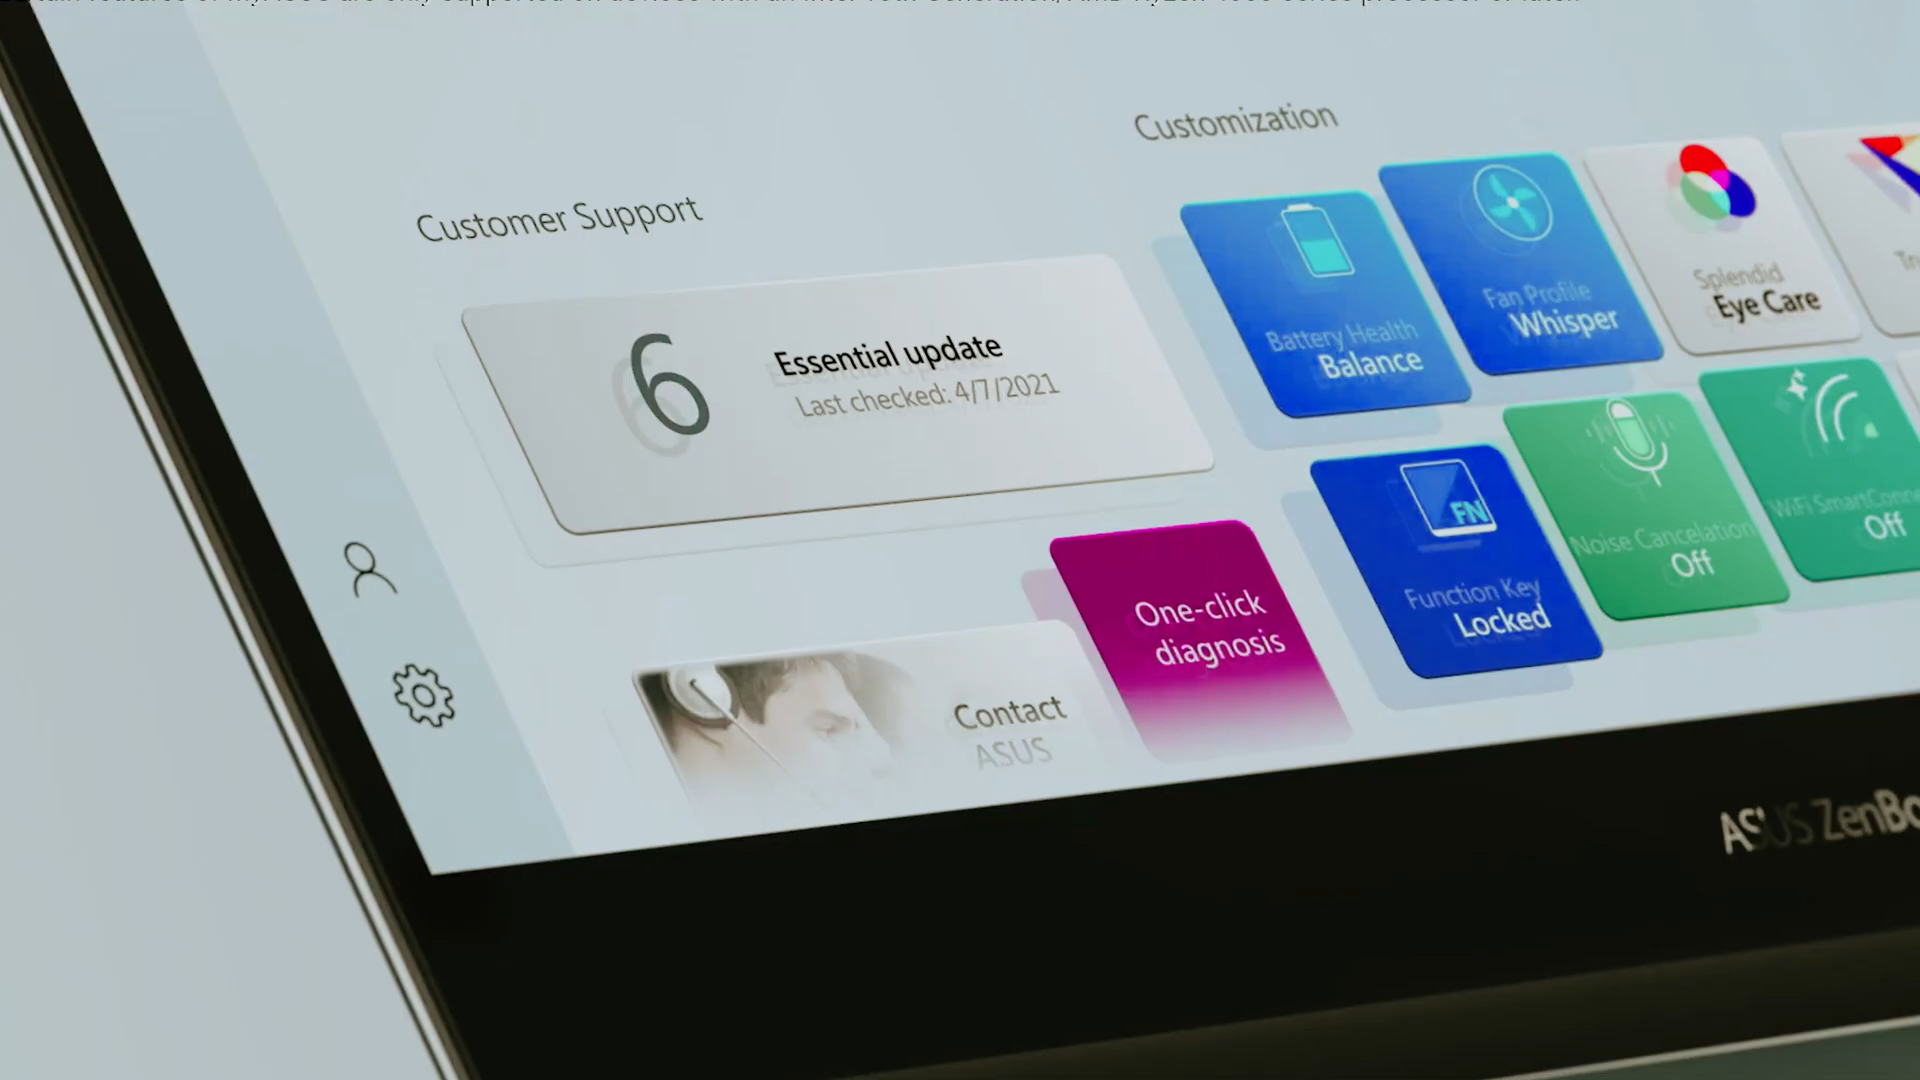 Customization
Customer Support
6
Essential update
Last checked: 4/7/2021
Battery Health
Balance
Fan Profile
Whisper
Splendid
Eye Care
FN
Function Key
Locked
Noise Cancelation
Off
WiFi
Off
One-click
diagnosis
Contact
ASUS
ASUS